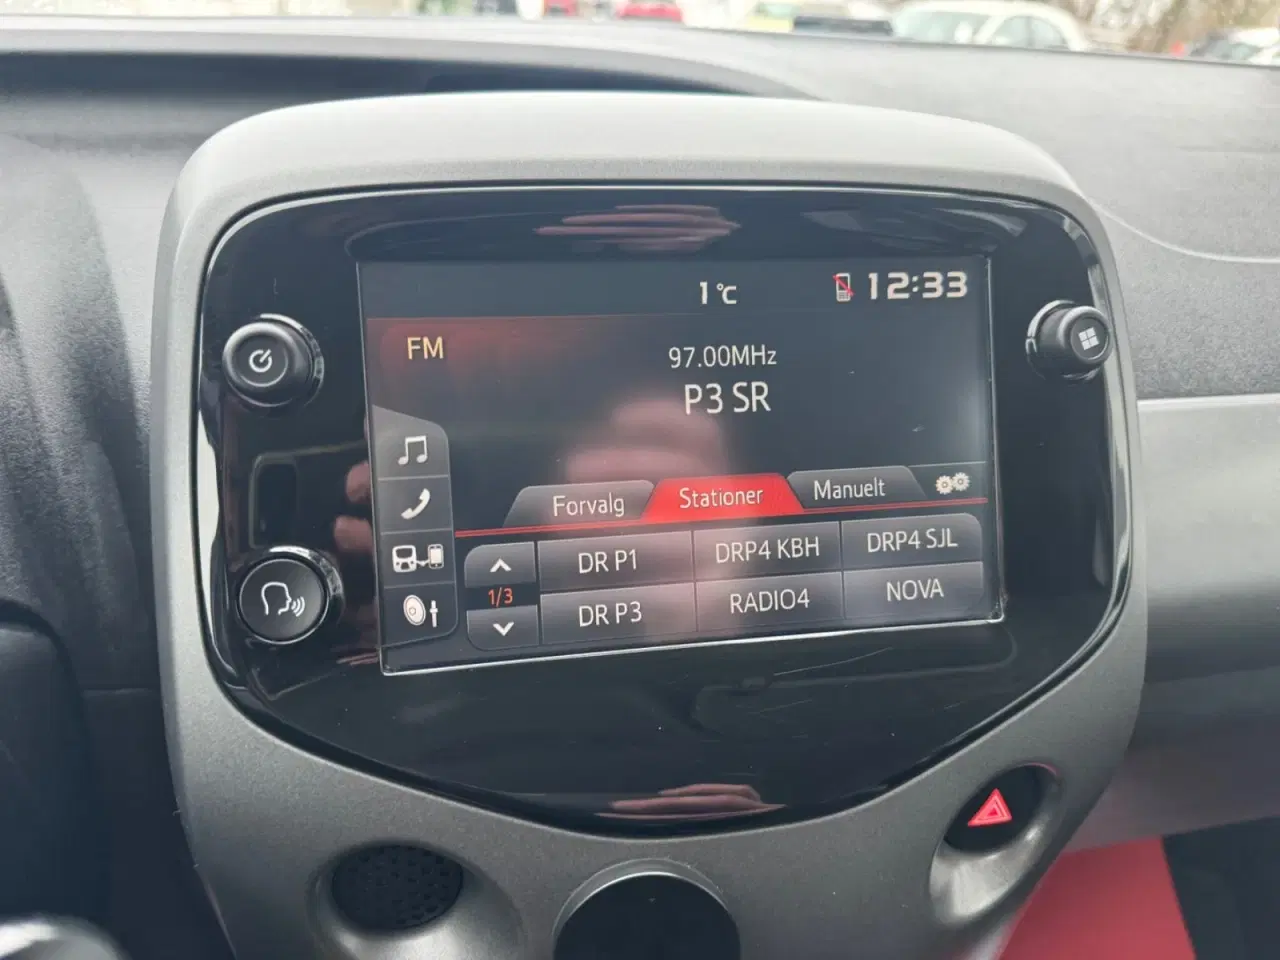 1 °C
12:33
FM
97.00MHz
P3 SR
Forvalg
Stationer
Manuelt
1/3
DR P1
DRP4 KBH
DRP4 SJL
DR P3
RADIO4
NOVA